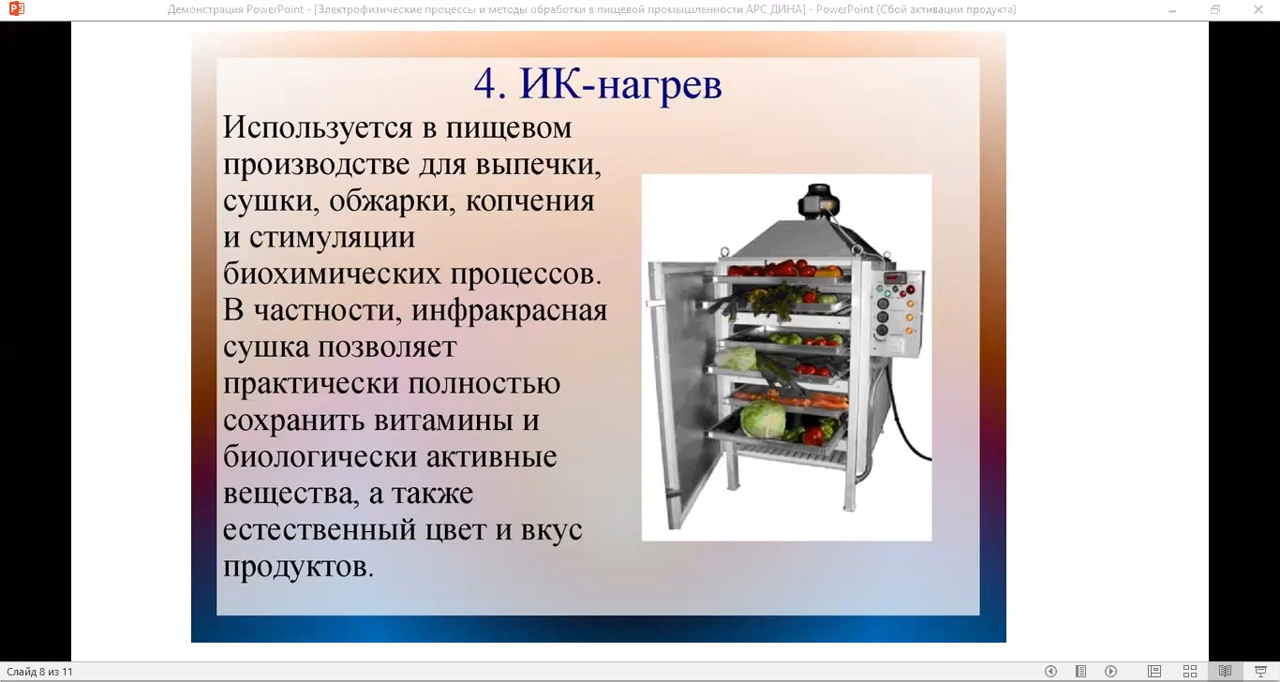 Демонстрация PowerPoint - [Электрофизические процессы и методы обработки в пищевой промышленности АРС ДИНА] - PowerPoint (Сбой активации продукта)
4. ИК-нагрев
Используется в пищевом
производстве для выпечки,
сушки, обжарки, копчения
и стимуляции
биохимических процессов.
В частности, инфракрасная
сушка позволяет
практически полностью
сохранить витамины и
биологически активные
вещества, а также
естественный цвет и вкус
продуктов.
Слайд 8 из 11